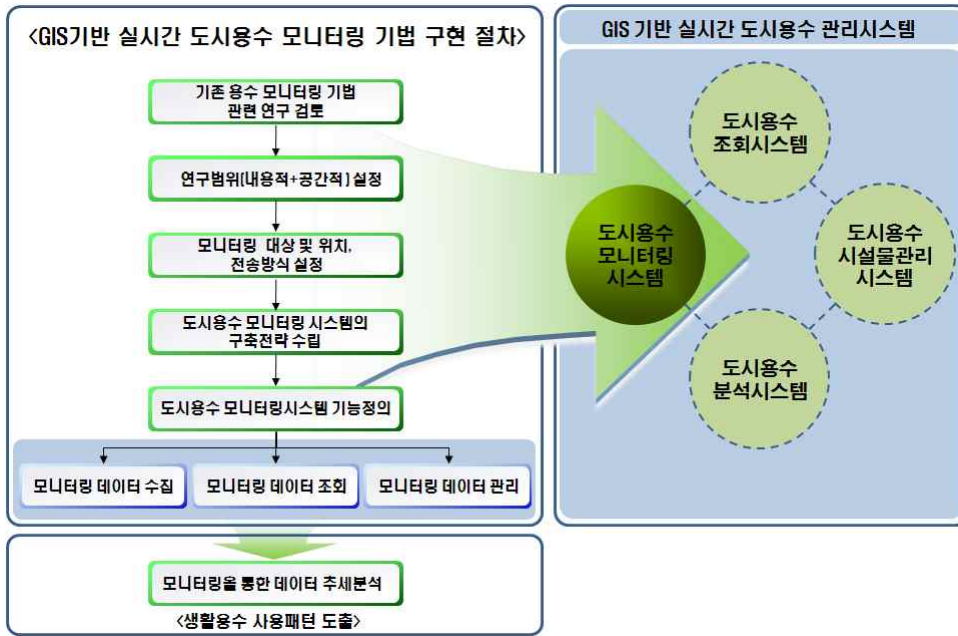 <GIS기반 실시간 도시용수 모니터링 기법 구현 절차>
기존 용수 모니터링 기법
관련 연구 검토
연구범위(내용적+공간적) 설정
모니터링 대상 및 위치,
전송방식 설정
도시용수 모니터링 시스템의
구축전략 수립
도시용수 모니터링시스템 기능정의
모니터링 데이터 수집
모니터링 데이터 조회
모니터링 데이터 관리
모니터링을 통한 데이터 추세분석
<생활용수 사용패턴 도출>
GIS 기반 실시간 도시용수 관리시스템
도시용수
조회시스템
도시용수
모니터링
시스템
도시용수
시설물관리
시스템
도시용수
분석시스템